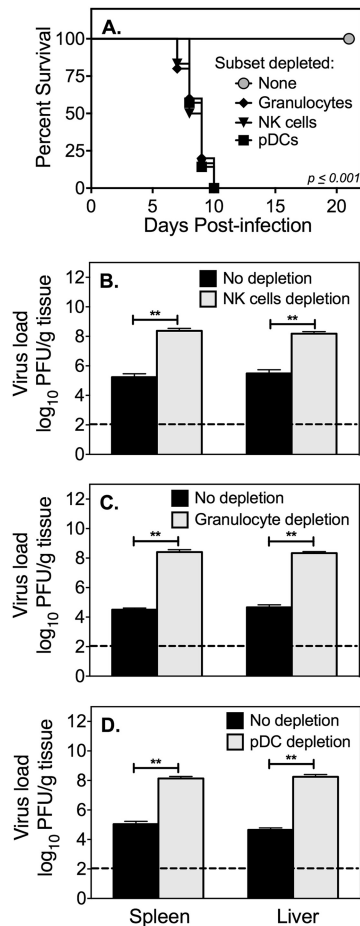 A.
Percent Survival
100
75
50
25
0
Subset depleted:
None
Granulocytes
NK cells
pDCs
p ≤ 0.001
0 5 10 15 20
Days Post-infection
B.
Virus load
log10 PFU/g tissue
12
10
8
6
4
2
0
No depletion
NK cells depletion
** **
C.
Virus load
log10 PFU/g tissue
12
10
8
6
4
2
0
No depletion
Granulocyte depletion
** **
D.
Virus load
log10 PFU/g tissue
12
10
8
6
4
2
0
No depletion
pDC depletion
** **
Spleen Liver